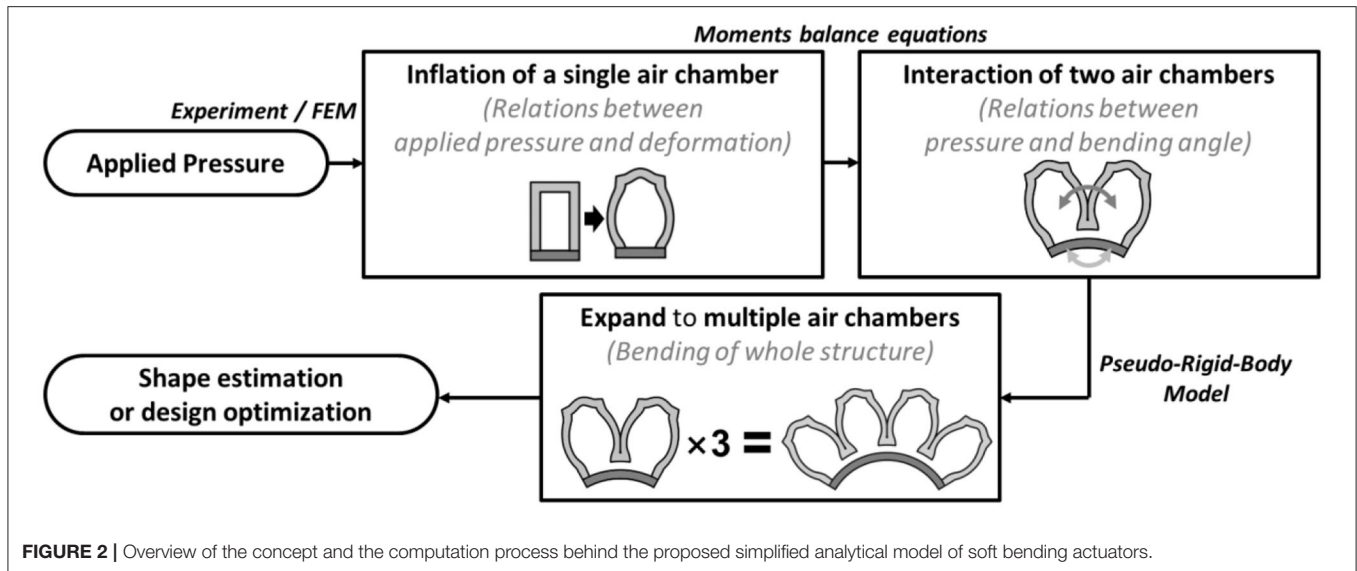 Moments balance equations
Experiment / FEM
Applied Pressure
Inflation of a single air chamber
(Relations between
applied pressure and deformation)
Interaction of two air chambers
(Relations between
pressure and bending angle)
Pseudo-Rigid-Body
Model
Expand to multiple air chambers
(Bending of whole structure)
×3 =
Shape estimation
or design optimization
FIGURE 2 | Overview of the concept and the computation process behind the proposed simplified analytical model of soft bending actuators.